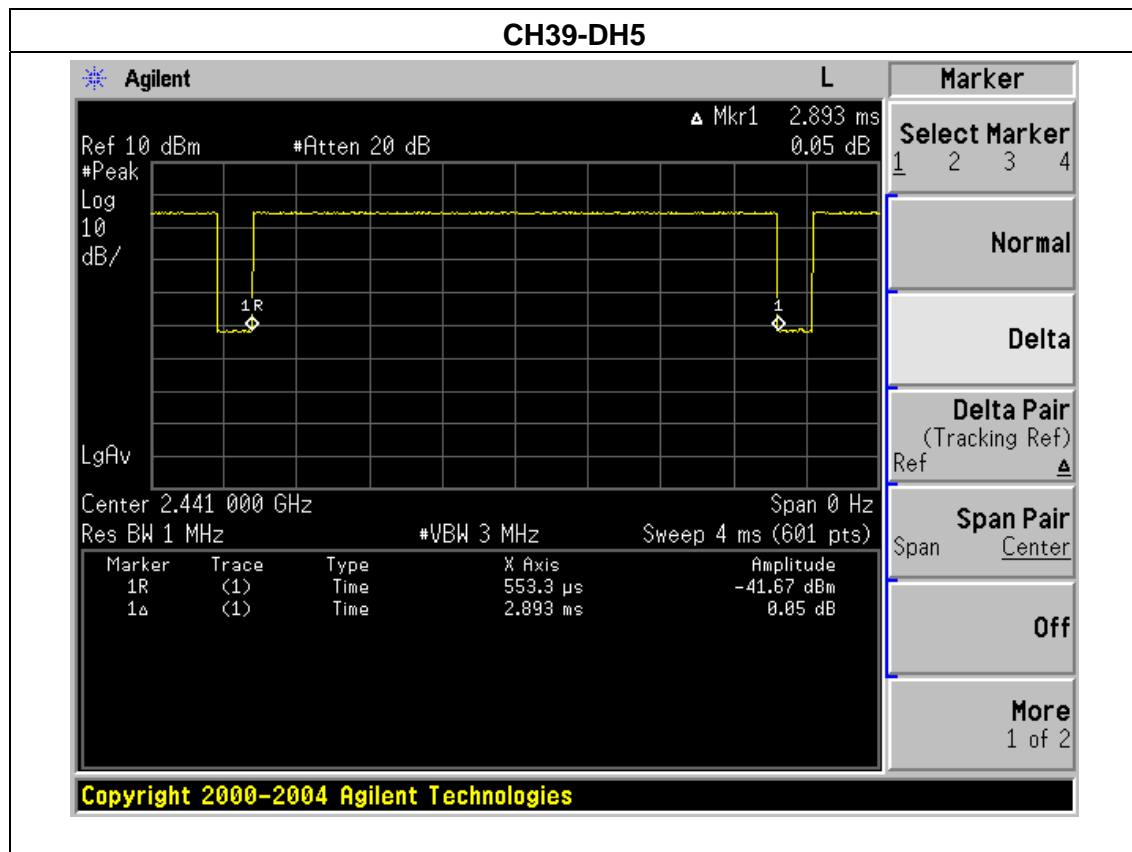 CH39-DH5
Agilent L
Δ Mkr1 2.893 ms
Ref 10 dBm #Atten 20 dB 0.05 dB
#Peak
Log
10
dB/
1R 1
LgAv
Center 2.441 000 GHz Span 0 Hz
Res BW 1 MHz #VBW 3 MHz Sweep 4 ms (601 pts)
Marker Trace Type X Axis Amplitude
1R (1) Time 553.3 µs -41.67 dBm
1Δ (1) Time 2.893 ms 0.05 dB
Marker
Select Marker
1 2 3 4
Normal
Delta
Delta Pair
(Tracking Ref)
Ref Δ
Span Pair
Span Center
Off
More
1 of 2
Copyright 2000-2004 Agilent Technologies